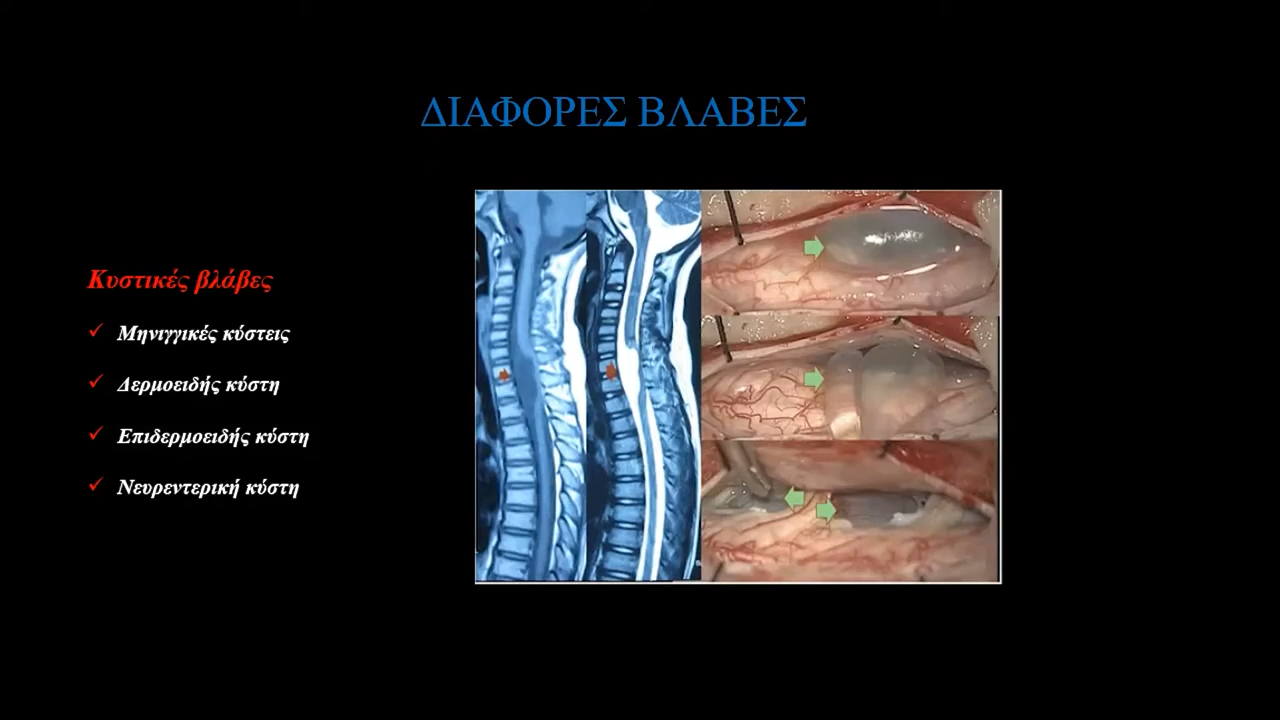 ΔΙΑΦΟΡΕΣ ΒΛΑΒΕΣ
Κυστικές βλάβες
Μηνιγγικές κύστεις
Δερμοειδής κύστη
Επιδερμοειδής κύστη
Νευρεντερική κύστη